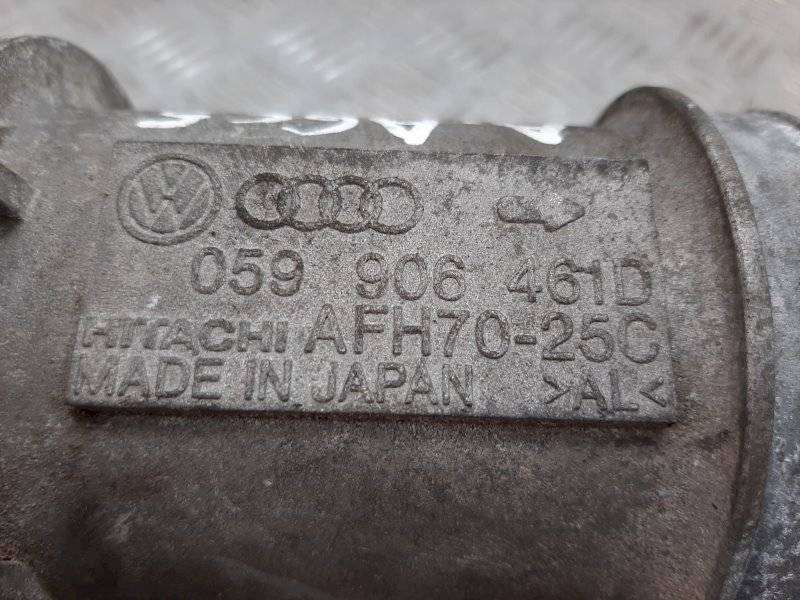 059 906 461D
HITACHI AFH70-25C
MADE IN JAPAN >AL<